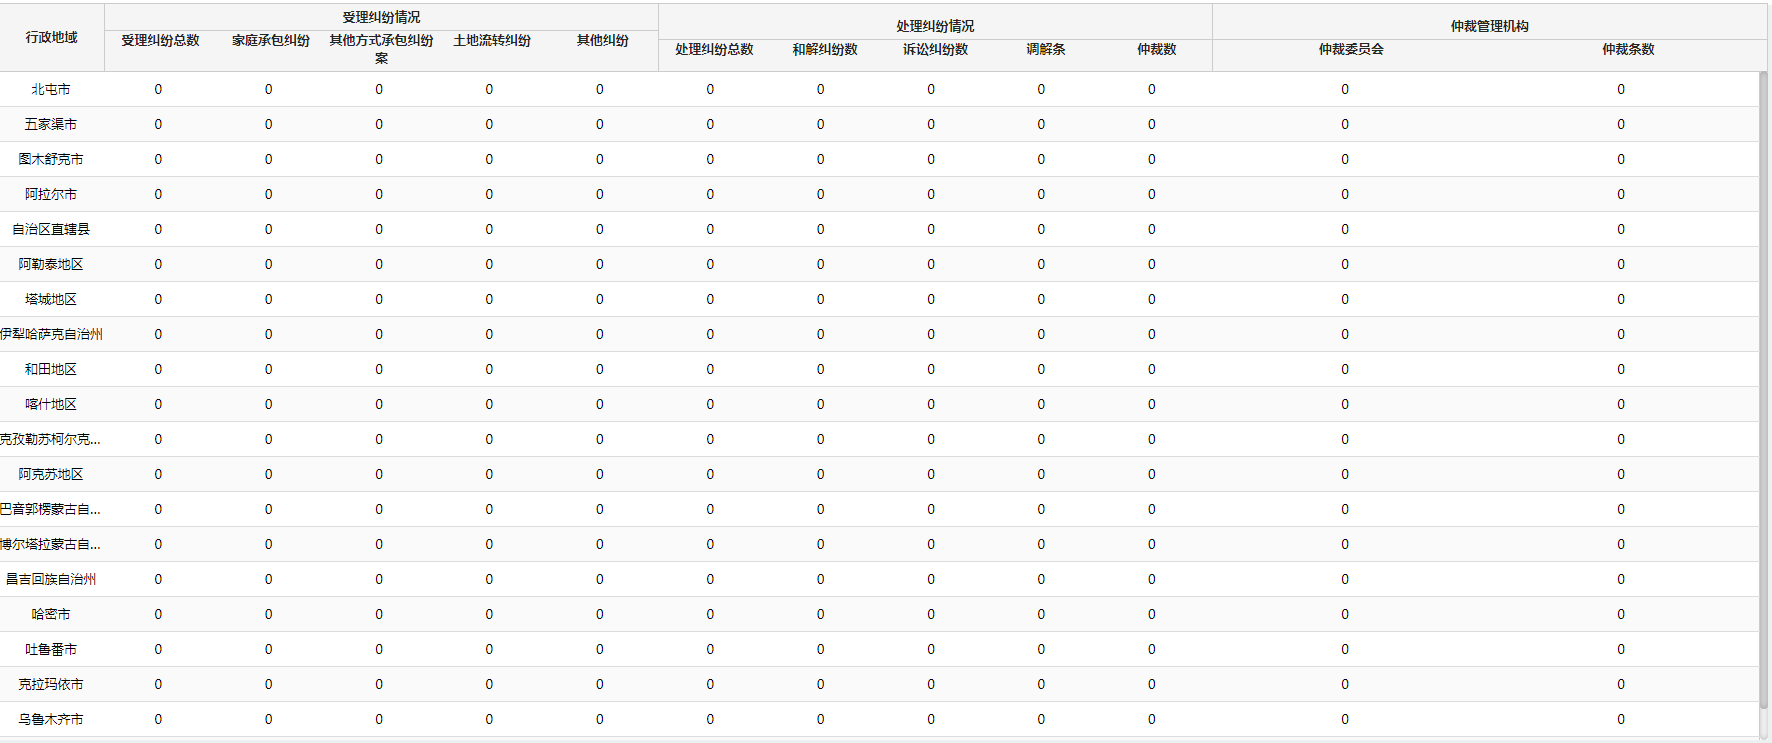 行政地域 受理纠纷情况 处理纠纷情况 仲裁管理机构
受理纠纷总数 家庭承包纠纷 其他方式承包纠纷案 土地流转纠纷 其他纠纷 处理纠纷总数 和解纠纷数 诉讼纠纷数 调解条 仲裁数 仲裁委员会 仲裁条数
北屯市 0 0 0 0 0 0 0 0 0 0 0 0
五家渠市 0 0 0 0 0 0 0 0 0 0 0 0
图木舒克市 0 0 0 0 0 0 0 0 0 0 0 0
阿拉尔市 0 0 0 0 0 0 0 0 0 0 0 0
自治区直辖县 0 0 0 0 0 0 0 0 0 0 0 0
阿勒泰地区 0 0 0 0 0 0 0 0 0 0 0 0
塔城地区 0 0 0 0 0 0 0 0 0 0 0 0
伊犁哈萨克自治州 0 0 0 0 0 0 0 0 0 0 0 0
和田地区 0 0 0 0 0 0 0 0 0 0 0 0
喀什地区 0 0 0 0 0 0 0 0 0 0 0 0
克孜勒苏柯尔克... 0 0 0 0 0 0 0 0 0 0 0 0
阿克苏地区 0 0 0 0 0 0 0 0 0 0 0 0
巴音郭楞蒙古自... 0 0 0 0 0 0 0 0 0 0 0 0
博尔塔拉蒙古自... 0 0 0 0 0 0 0 0 0 0 0 0
昌吉回族自治州 0 0 0 0 0 0 0 0 0 0 0 0
哈密市 0 0 0 0 0 0 0 0 0 0 0 0
吐鲁番市 0 0 0 0 0 0 0 0 0 0 0 0
克拉玛依市 0 0 0 0 0 0 0 0 0 0 0 0
乌鲁木齐市 0 0 0 0 0 0 0 0 0 0 0 0